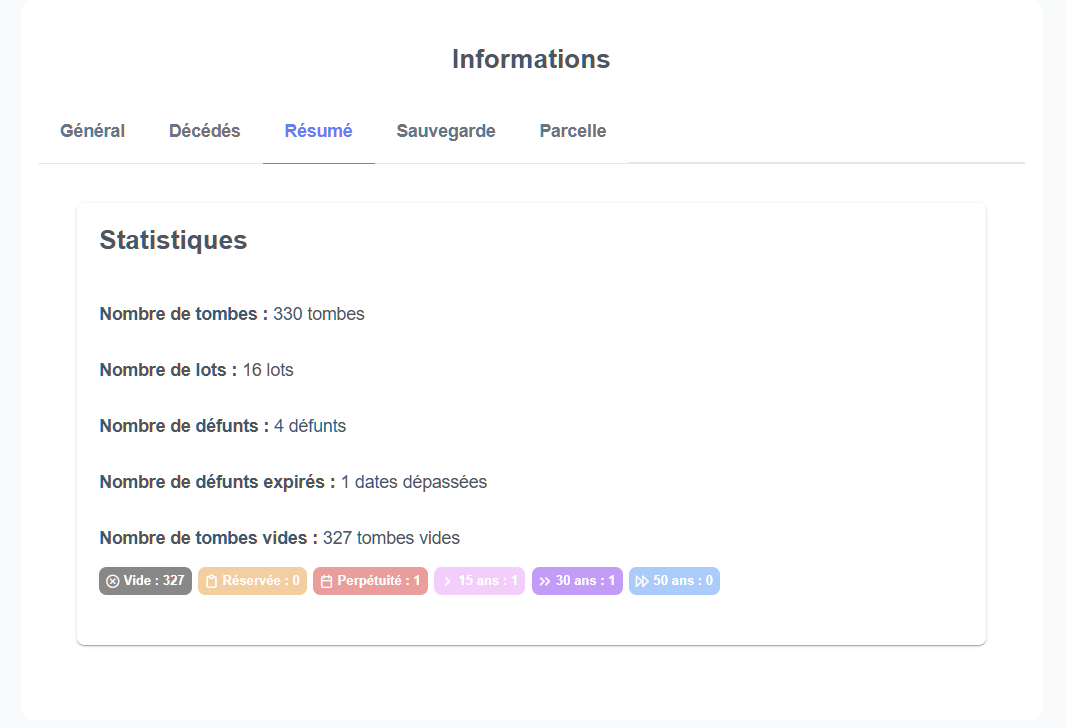 Informations
Général Décédés Résumé Sauvegarde Parcelle
Statistiques
Nombre de tombes : 330 tombes
Nombre de lots : 16 lots
Nombre de défunts : 4 défunts
Nombre de défunts expirés : 1 dates dépassées
Nombre de tombes vides : 327 tombes vides
Vide : 327 Réservée : 0 Perpétuité : 1 15 ans : 1 30 ans : 1 50 ans : 0